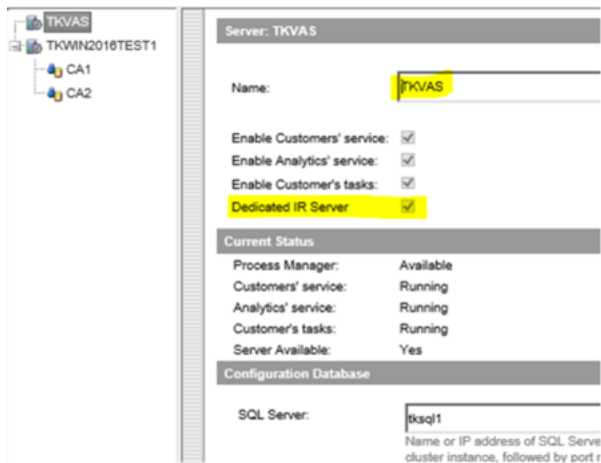 TKVAS
TKWIN2016TEST1
CA1
CA2
Server: TKVAS
Name: TKVAS
Enable Customers' service:
Enable Analytics' service:
Enable Customer's tasks:
Dedicated IR Server
Current Status
Process Manager: Available
Customers' service: Running
Analytics' service: Running
Customer's tasks: Running
Server Available: Yes
Configuration Database
SQL Server: tksql1
Name or IP address of SQL Serve
cluster instance, followed by port